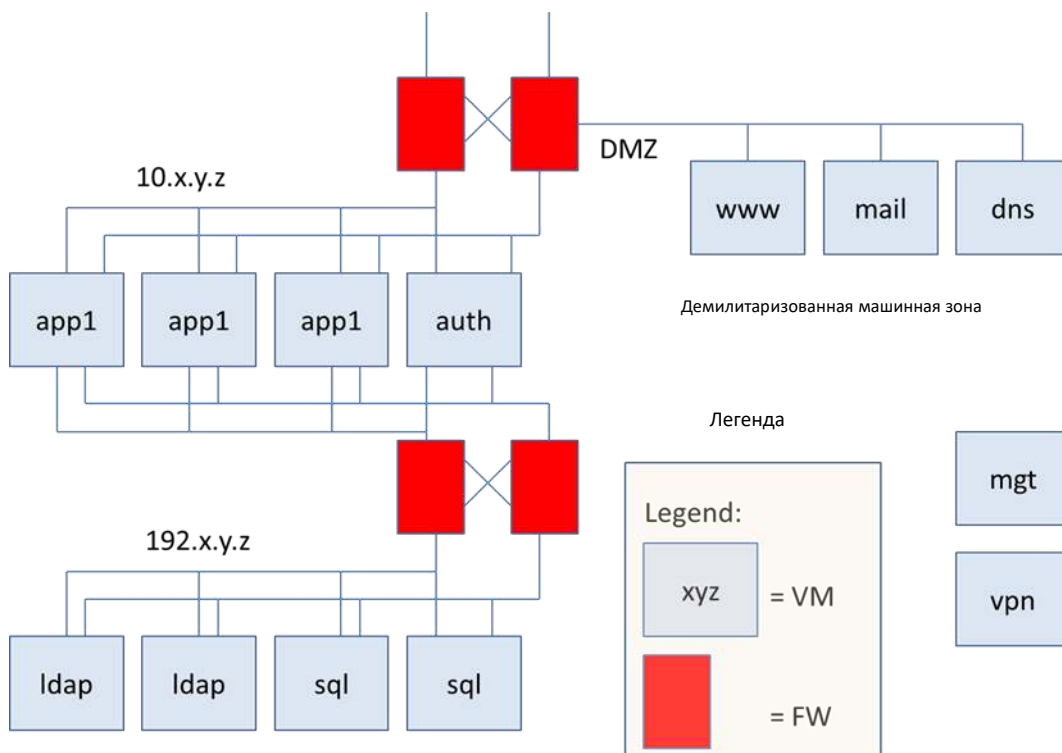 DMZ
10.x.y.z
www mail dns
app1 app1 app1 auth
Демилитаризованная машинная зона
Легенда
mgt
192.x.y.z
Legend:
xyz = VM
vpn
ldap ldap sql sql
= FW